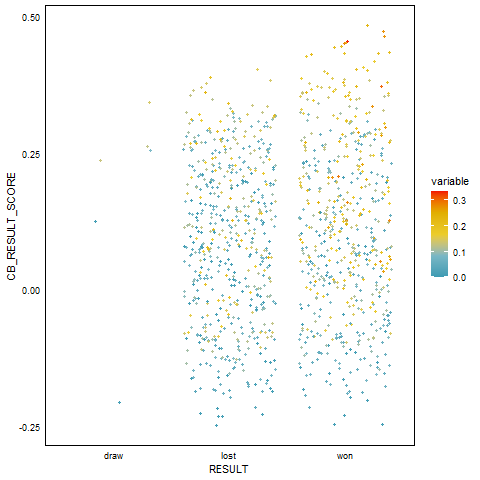 0.50
0.25
0.00
-0.25
CB_RESULT_SCORE
draw
lost
won
RESULT
variable
0.3
0.2
0.1
0.0